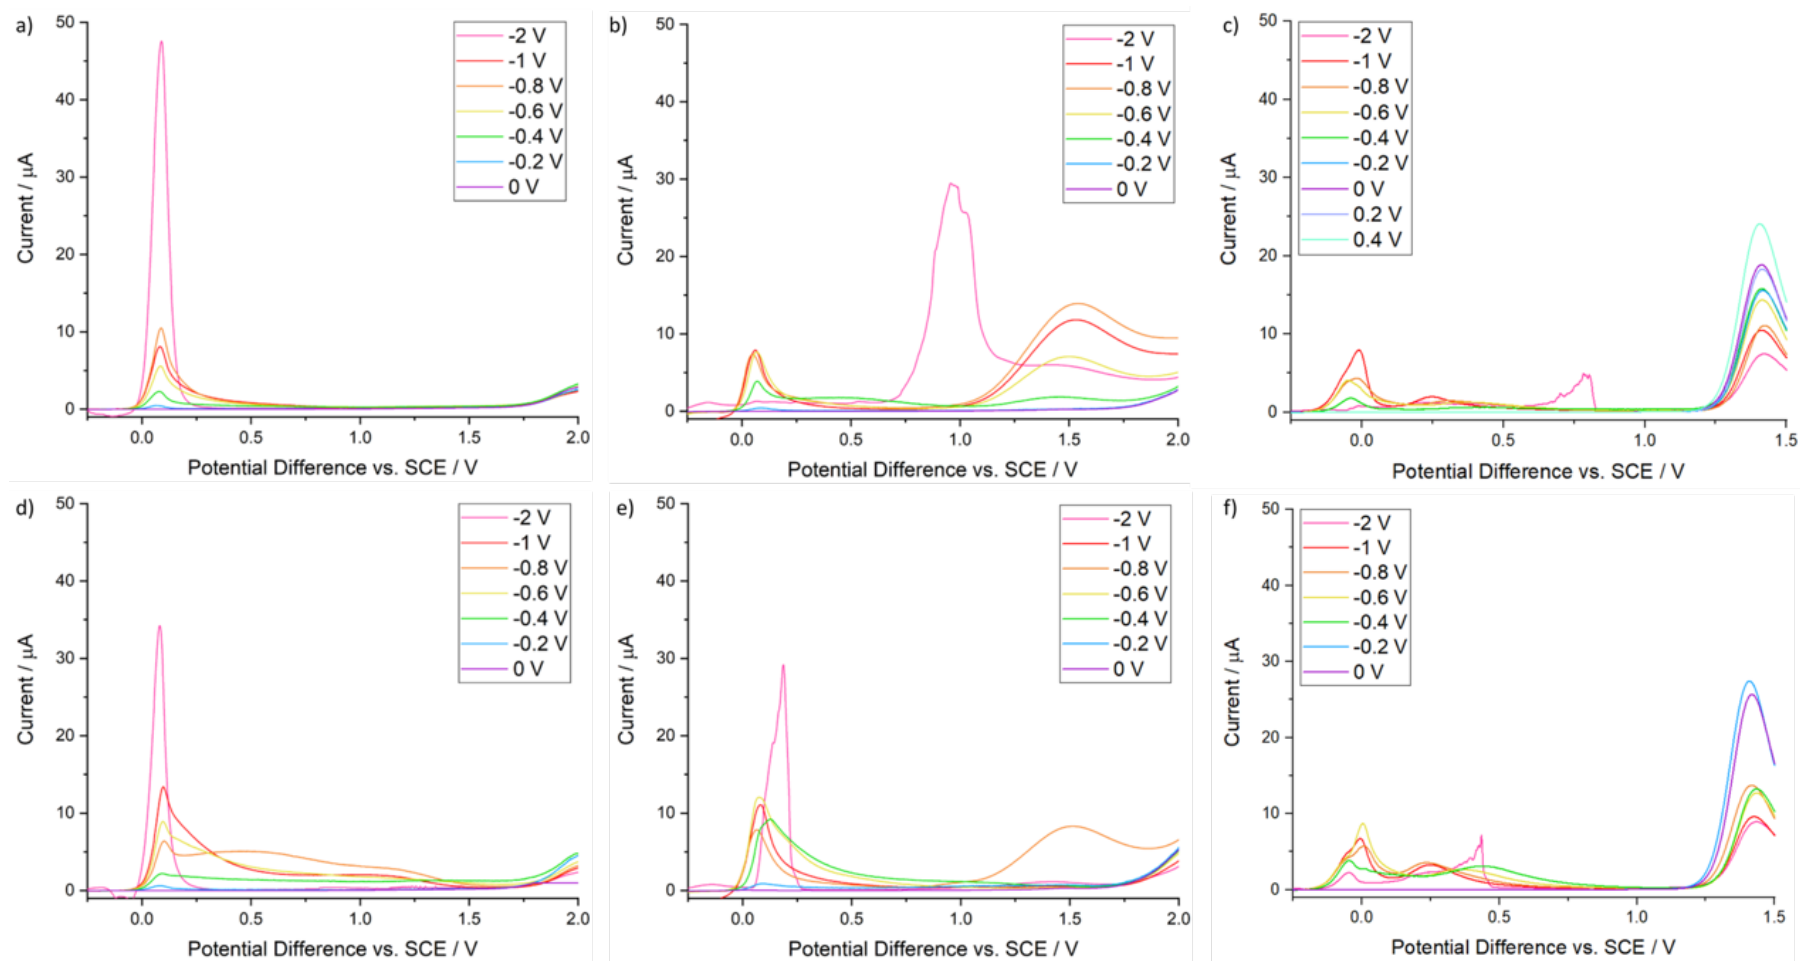 a)
50
40
30
20
10
0
Current / μA
-2 V
-1 V
-0.8 V
-0.6 V
-0.4 V
-0.2 V
0 V
0.0 0.5 1.0 1.5 2.0
Potential Difference vs. SCE / V
b)
50
40
30
20
10
0
Current / μA
-2 V
-1 V
-0.8 V
-0.6 V
-0.4 V
-0.2 V
0 V
0.0 0.5 1.0 1.5 2.0
Potential Difference vs. SCE / V
c)
50
40
30
20
10
0
Current / μA
-2 V
-1 V
-0.8 V
-0.6 V
-0.4 V
-0.2 V
0 V
0.2 V
0.4 V
0.0 0.5 1.0 1.5
Potential Difference vs. SCE / V
d)
50
40
30
20
10
0
Current / μA
-2 V
-1 V
-0.8 V
-0.6 V
-0.4 V
-0.2 V
0 V
0.0 0.5 1.0 1.5 2.0
Potential Difference vs. SCE / V
e)
50
40
30
20
10
0
Current / μA
-2 V
-1 V
-0.8 V
-0.6 V
-0.4 V
-0.2 V
0 V
0.0 0.5 1.0 1.5 2.0
Potential Difference vs. SCE / V
f)
50
40
30
20
10
0
Current / μA
-2 V
-1 V
-0.8 V
-0.6 V
-0.4 V
-0.2 V
0 V
0.0 0.5 1.0 1.5
Potential Difference vs. SCE / V